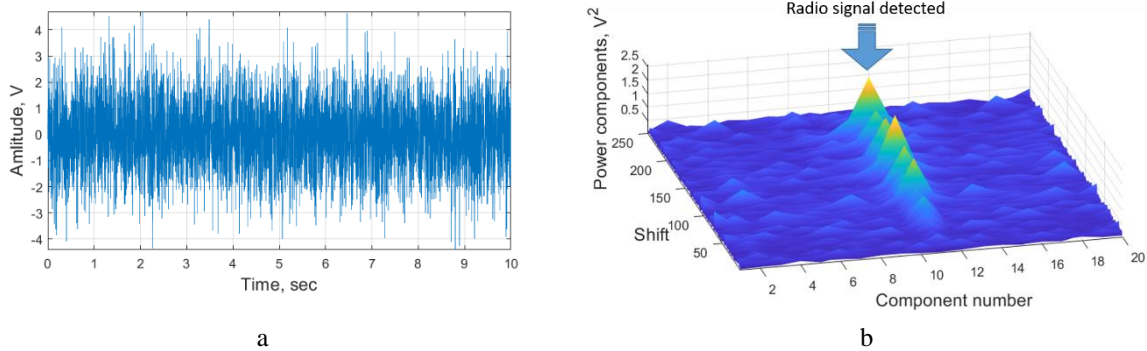 4
3
2
1
0
-1
-2
-3
-4
Amlitude, V
0 1 2 3 4 5 6 7 8 9 10
Time, sec
a
Radio signal detected
Power components, V2
2.5
2
1.5
1
0.5
250
200
150
100
50
Shift
2 4 6 8 10 12 14 16 18 20
Component number
b